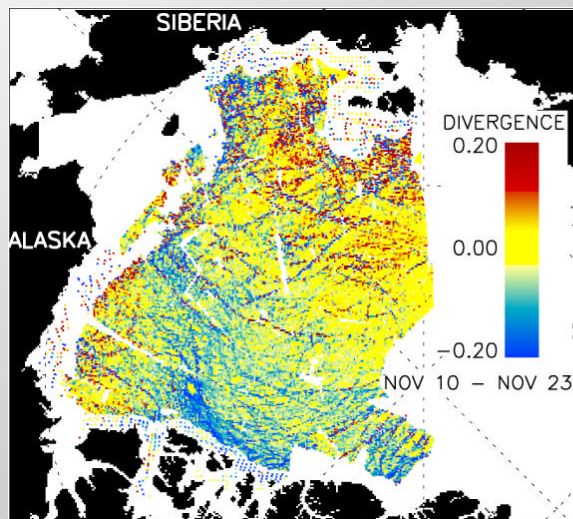 SIBERIA
DIVERGENCE
0.20
ALASKA
0.00
−0.20
NOV 10 − NOV 23